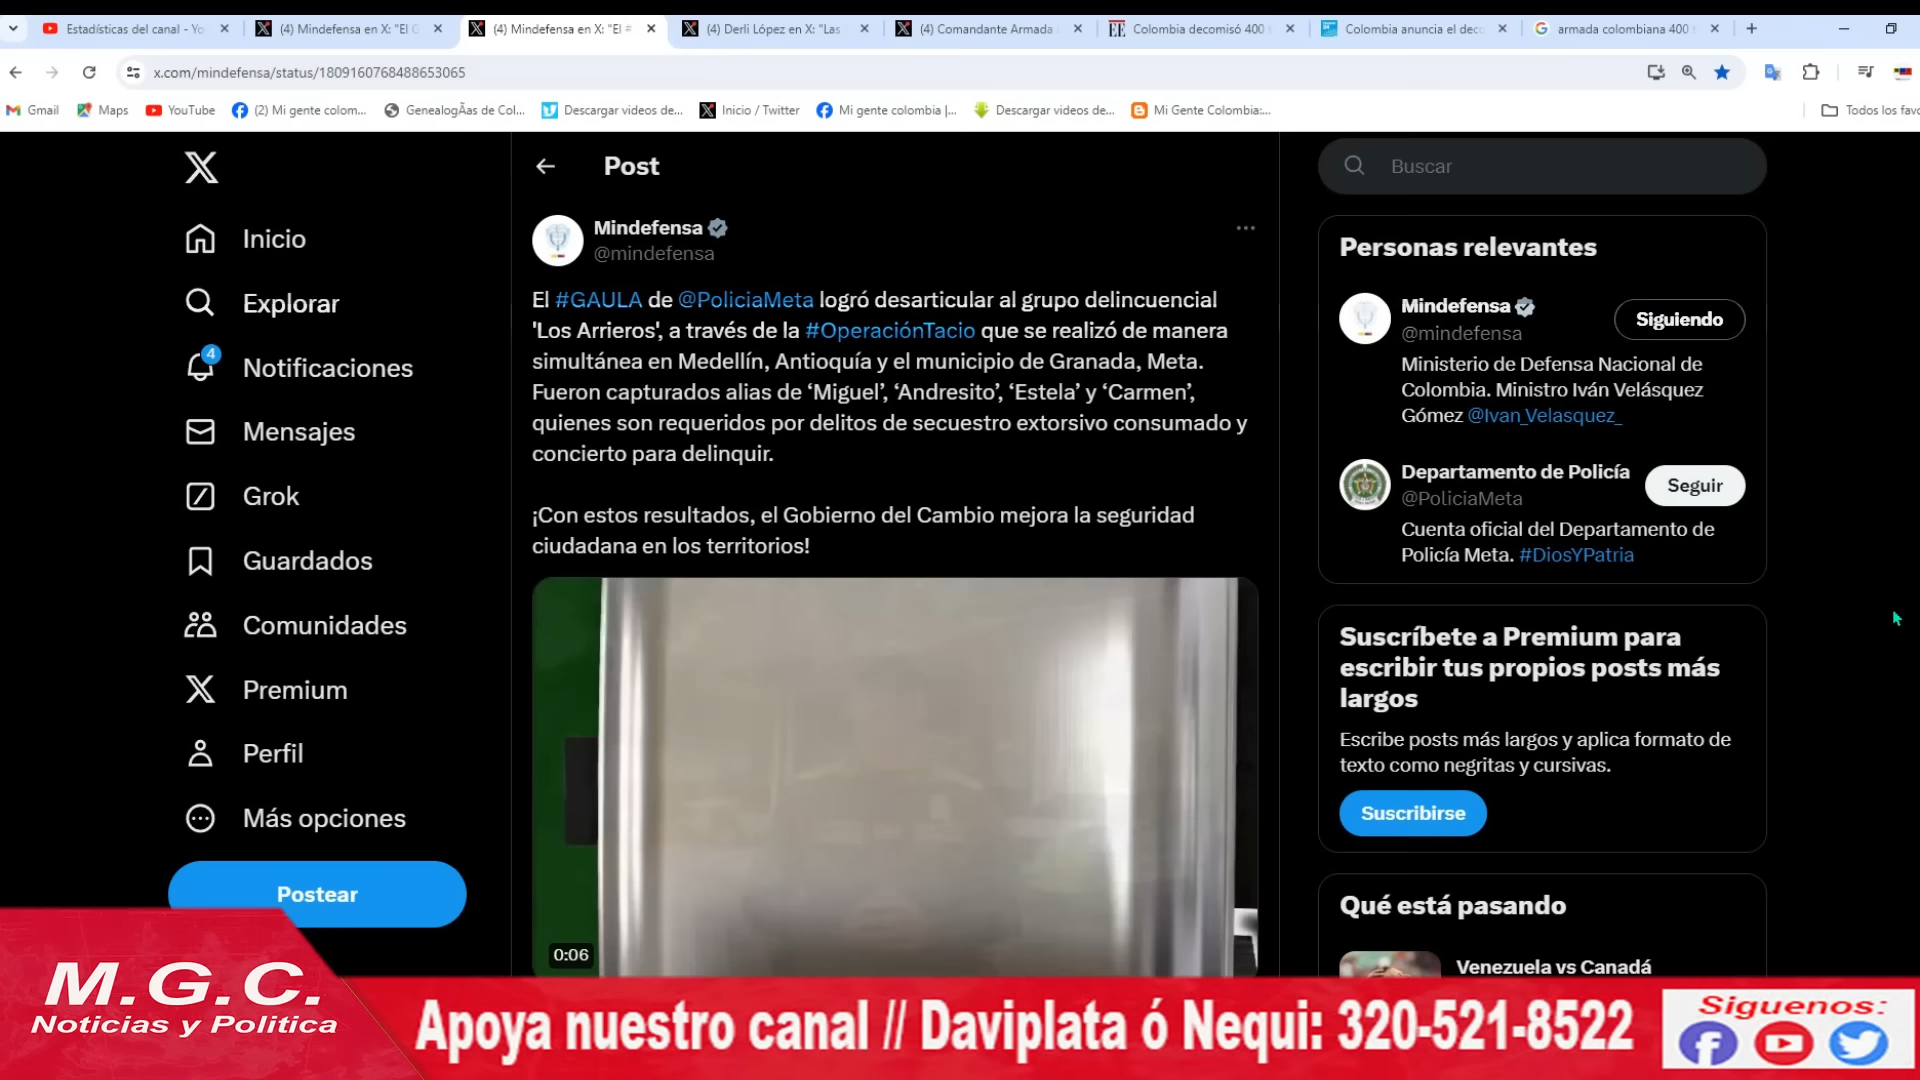 Estadísticas del canal - Yo
(4) Mindefensa en X: "El G
(4) Mindefensa en X: "El #
(4) Derli López en X: "Las
(4) Comandante Armada
Colombia decomisó 400
Colombia anuncia el deco
armada colombiana 400
x.com/mindefensa/status/1809160768488653065
Gmail
Maps
YouTube
(2) Mi gente colom...
GenealogÃas de Col...
Descargar videos de...
Inicio / Twitter
Mi gente colombia |...
Descargar videos de...
Mi Gente Colombia:...
Todos los favo
Inicio
Explorar
4
Notificaciones
Mensajes
Grok
Guardados
Comunidades
Premium
Perfil
Más opciones
Postear
Post
Mindefensa
@mindefensa
El #GAULA de @PoliciaMeta logró desarticular al grupo delincuencial
'Los Arrieros', a través de la #OperaciónTacio que se realizó de manera
simultánea en Medellín, Antioquía y el municipio de Granada, Meta.
Fueron capturados alias de ‘Miguel’, ‘Andresito’, ‘Estela’ y ‘Carmen’,
quienes son requeridos por delitos de secuestro extorsivo consumado y
concierto para delinquir.
¡Con estos resultados, el Gobierno del Cambio mejora la seguridad
ciudadana en los territorios!
0:06
Buscar
Personas relevantes
Mindefensa
@mindefensa
Siguiendo
Ministerio de Defensa Nacional de
Colombia. Ministro Iván Velásquez
Gómez @Ivan_Velasquez_
Departamento de Policía
@PoliciaMeta
Seguir
Cuenta oficial del Departamento de
Policía Meta. #DiosYPatria
Suscríbete a Premium para
escribir tus propios posts más
largos
Escribe posts más largos y aplica formato de
texto como negritas y cursivas.
Suscribirse
Qué está pasando
Venezuela vs Canadá
M.G.C.
Noticias y Politica
Apoya nuestro canal // Daviplata ó Nequi: 320-521-8522
Siguenos: